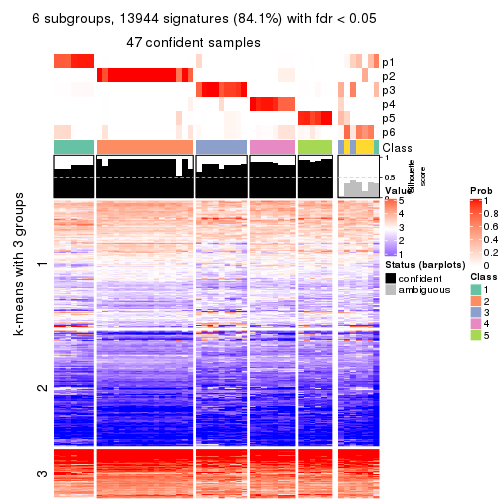 6 subgroups, 13944 signatures (84.1%) with fdr < 0.05
47 confident samples
p1
p2
p3
p4
p5
p6
Class
1
0.5
0
Silhouette
score
k-means with 3 groups
1
2
3
Value
5
4
3
2
1
Status (barplots)
confident
ambiguous
Prob
1
0.8
0.6
0.4
0.2
0
Class
1
2
3
4
5